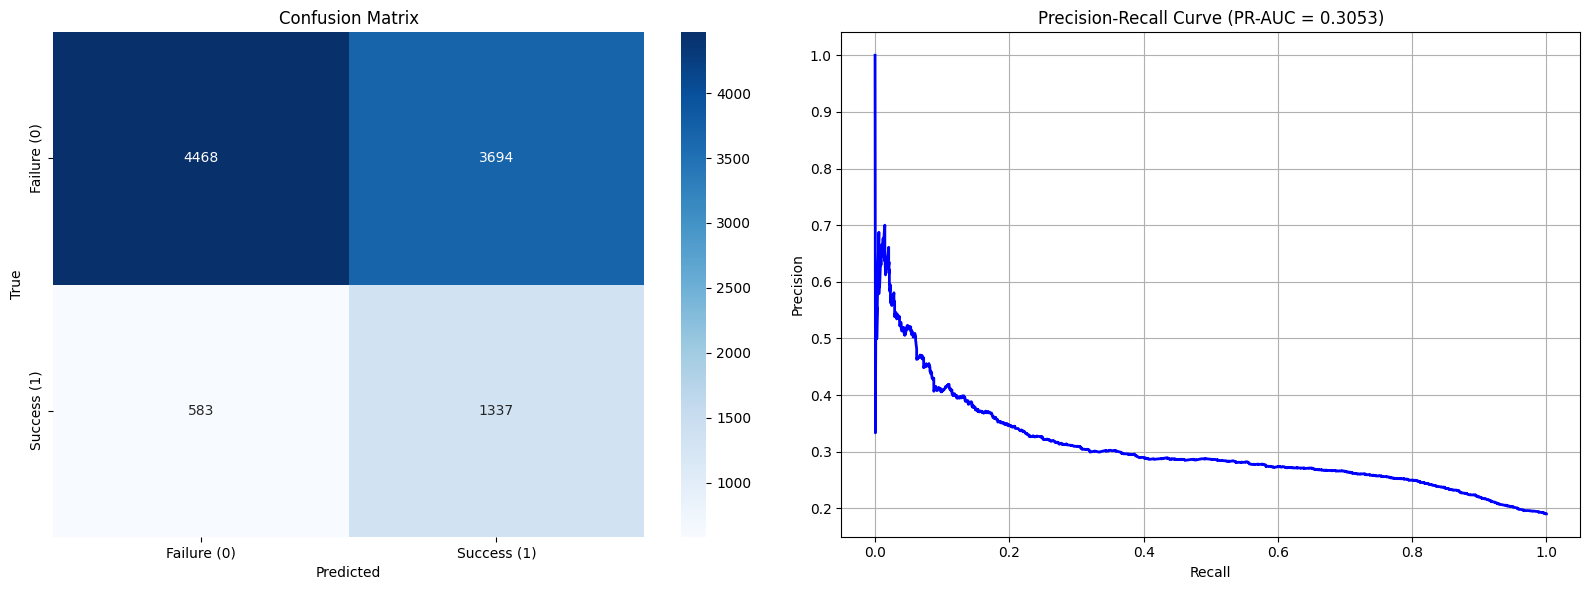 Confusion Matrix
Failure (0)
Success (1)
True
4468
3694
583
1337
Failure (0)
Success (1)
Predicted
4000
3500
3000
2500
2000
1500
1000
Precision-Recall Curve (PR-AUC = 0.3053)
Precision
1.0
0.9
0.8
0.7
0.6
0.5
0.4
0.3
0.2
0.0
0.2
0.4
0.6
0.8
1.0
Recall